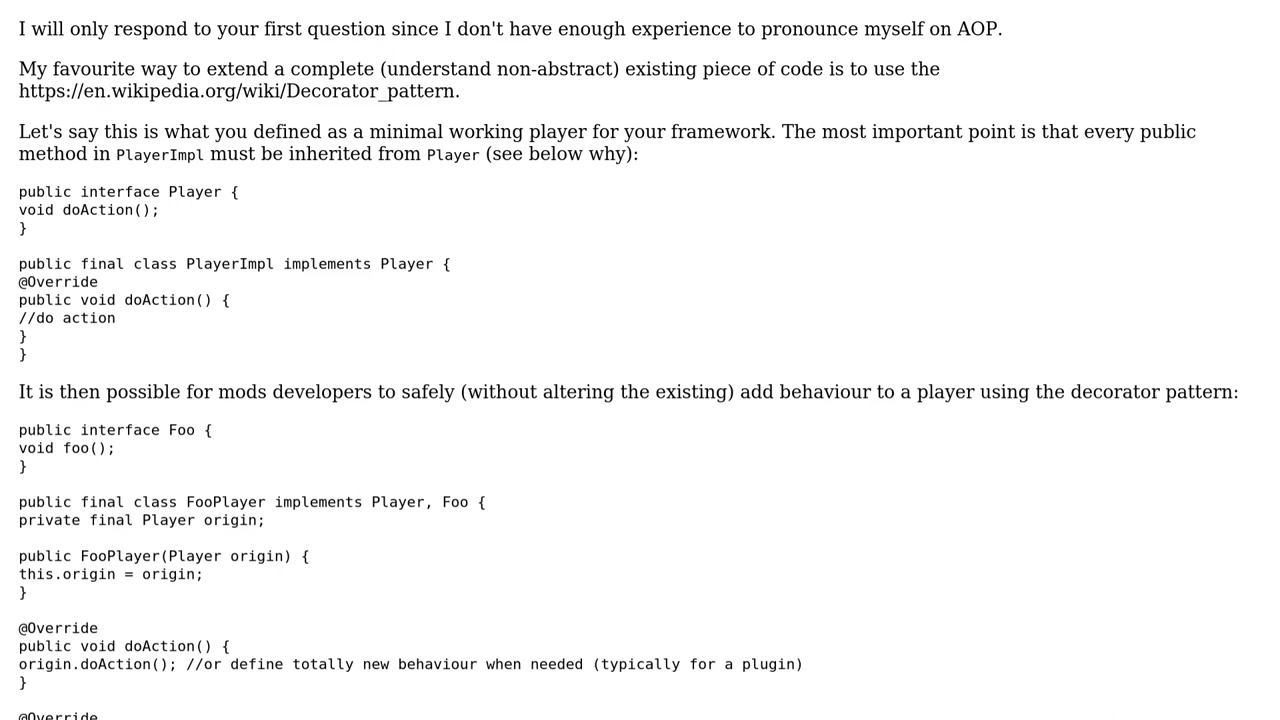 I will only respond to your first question since I don't have enough experience to pronounce myself on AOP.
My favourite way to extend a complete (understand non-abstract) existing piece of code is to use the
https://en.wikipedia.org/wiki/Decorator_pattern.
Let's say this is what you defined as a minimal working player for your framework. The most important point is that every public
method in PlayerImpl must be inherited from Player (see below why):
public interface Player {
void doAction();
}
public final class PlayerImpl implements Player {
@Override
public void doAction() {
//do action
}
}
It is then possible for mods developers to safely (without altering the existing) add behaviour to a player using the decorator pattern:
public interface Foo {
void foo();
}
public final class FooPlayer implements Player, Foo {
private final Player origin;
public FooPlayer(Player origin) {
this.origin = origin;
}
@Override
public void doAction() {
origin.doAction(); //or define totally new behaviour when needed (typically for a plugin)
}
@Override